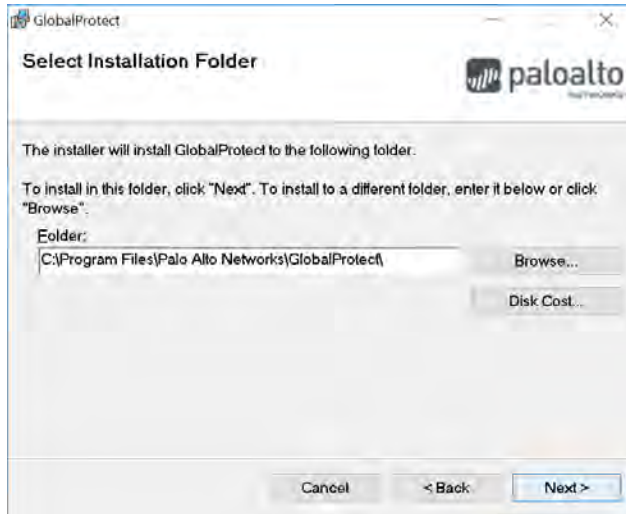 GlobalProtect
Select Installation Folder
paloalto
The installer will install GlobalProtect to the following folder.
To install in this folder, click "Next". To install to a different folder, enter it below or click
"Browse".
Folder:
C:\Program Files\Palo Alto Networks\GlobalProtect\
Browse...
Disk Cost...
Cancel
< Back
Next >